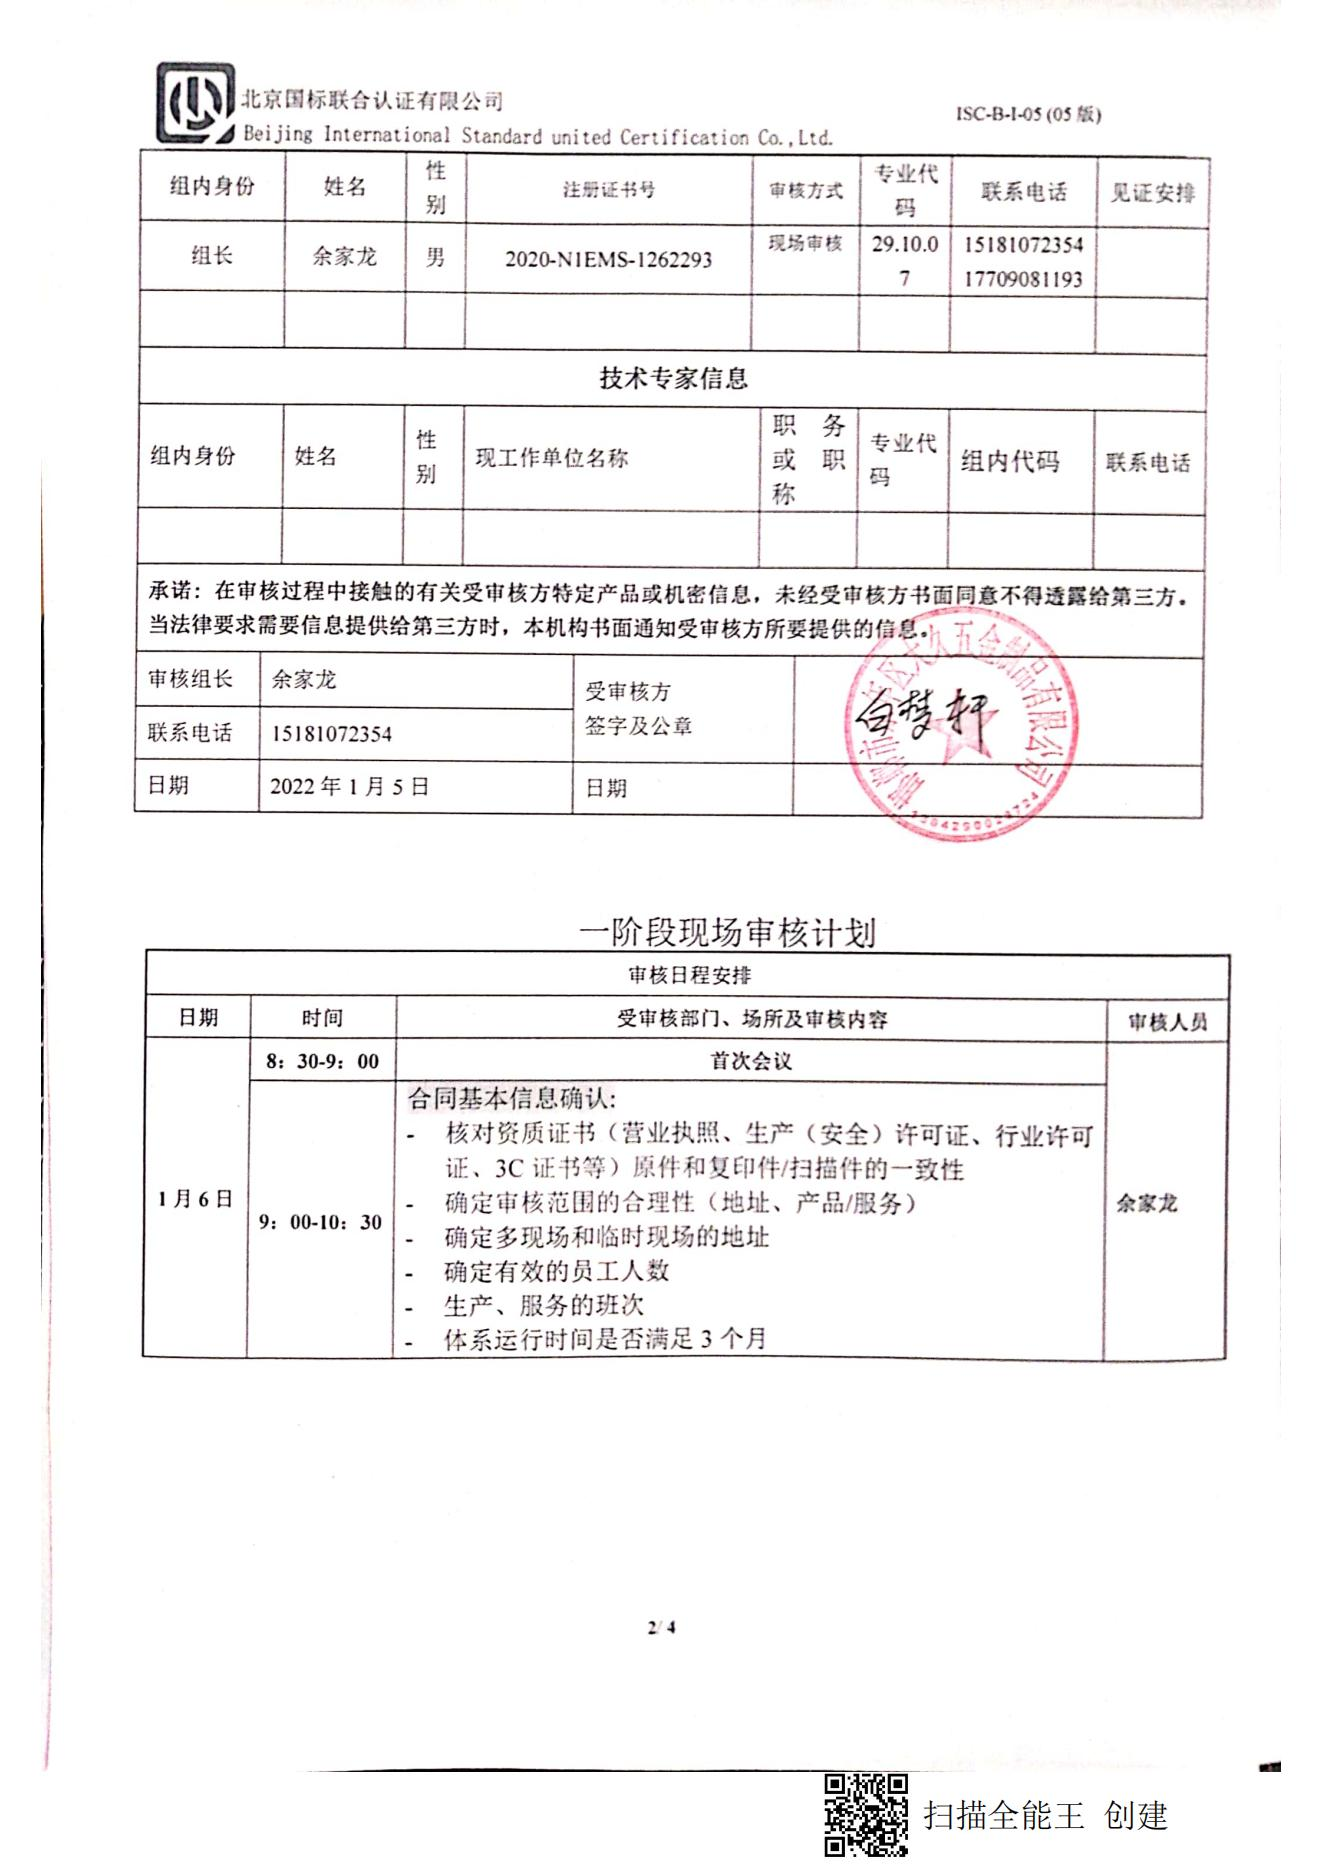 北京国标联合认证有限公司
Beijing International Standard united Certification Co.,Ltd.
ISC-B-I-05 (05 版)
组内身份 姓名 性别 注册证书号 审核方式 专业代码 联系电话 见证安排
组长 余家龙 男 2020-N1EMS-1262293 现场审核 29.10.07 15181072354
17709081193
技术专家信息
组内身份 姓名 性别 现工作单位名称 职务或职称 专业代码 组内代码 联系电话
承诺：在审核过程中接触的有关受审核方特定产品或机密信息，未经受审核方书面同意不得透露给第三方。
当法律要求需要信息提供给第三方时，本机构书面通知受审核方所要提供的信息。
审核组长 余家龙 受审核方
签字及公章
白梦轩
联系电话 15181072354
日期 2022 年 1 月 5 日 日期
久五金制品有限公司
一阶段现场审核计划
审核日程安排
日期 时间 受审核部门、场所及审核内容 审核人员
8：30-9：00 首次会议
1 月 6 日 9：00-10：30 余家龙
合同基本信息确认:
- 核对资质证书（营业执照、生产（安全）许可证、行业许可
证、3C 证书等）原件和复印件/扫描件的一致性
- 确定审核范围的合理性（地址、产品/服务）
- 确定多现场和临时现场的地址
- 确定有效的员工人数
- 生产、服务的班次
- 体系运行时间是否满足 3 个月
2/ 4
扫描全能王 创建